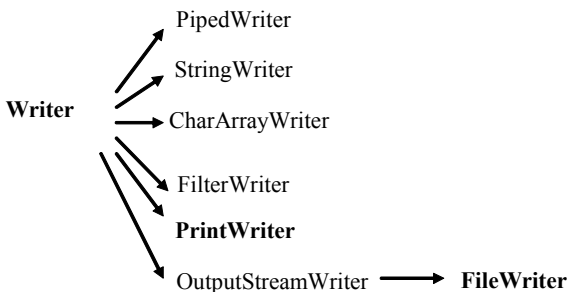 PipedWriter
StringWriter
Writer
CharArrayWriter
FilterWriter
PrintWriter
OutputStreamWriter FileWriter